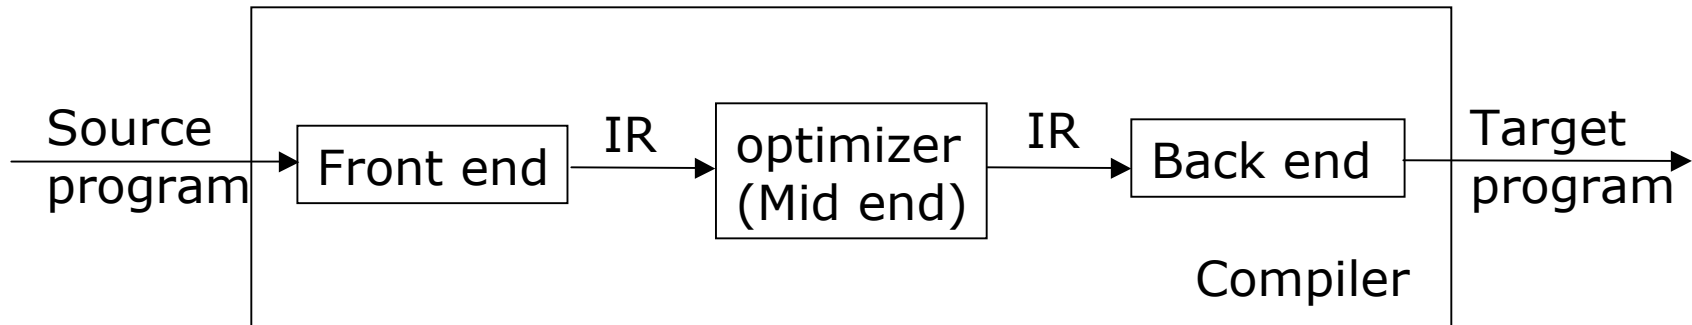 Source
program
Front end
IR
optimizer
(Mid end)
IR
Back end
Target
program
Compiler